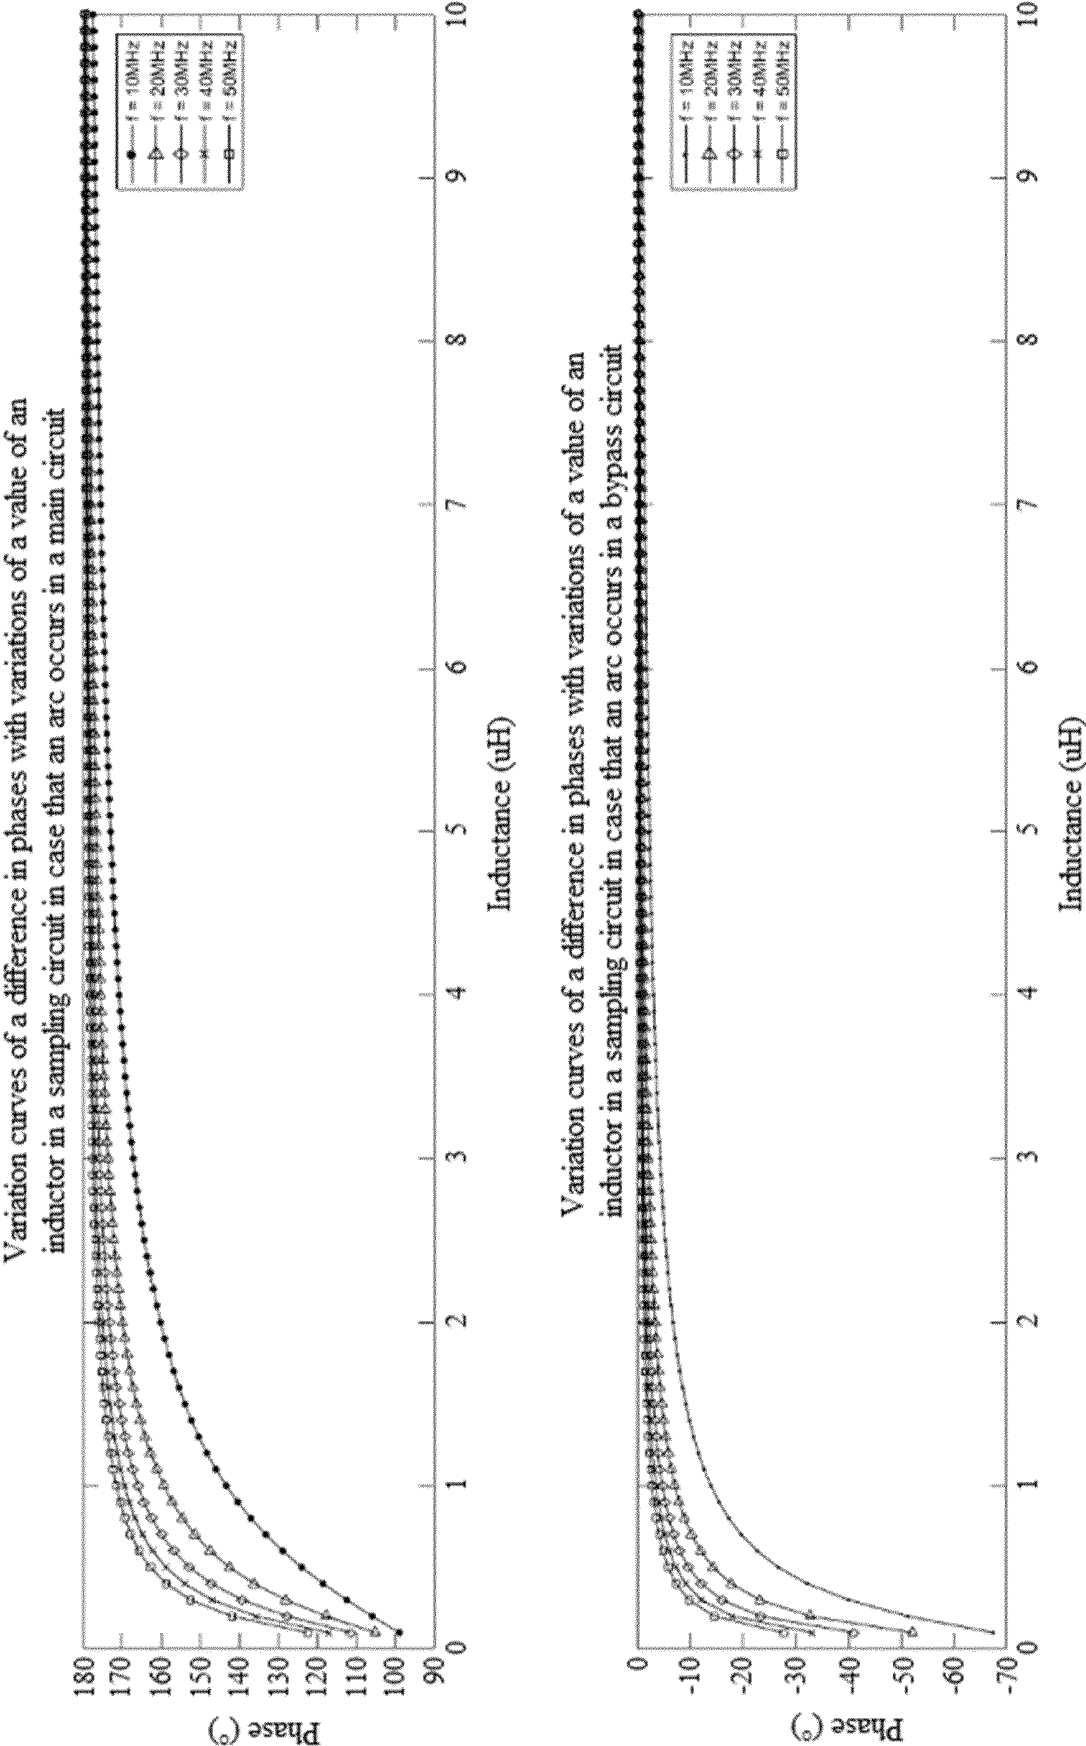 Variation curves of a difference in phases with variations of a value of an
inductor in a sampling circuit in case that an arc occurs in a main circuit
180
170
160
150
140
130
120
110
100
90
Phase (°)
f = 10MHz
f = 20MHz
f = 30MHz
f = 40MHz
f = 50MHz
0
1
2
3
4
5
6
7
8
9
10
Inductance (uH)
Variation curves of a difference in phases with variations of a value of an
inductor in a sampling circuit in case that an arc occurs in a bypass circuit
0
-10
-20
-30
-40
-50
-60
-70
Phase (°)
f = 10MHz
f = 20MHz
f = 30MHz
f = 40MHz
f = 50MHz
0
1
2
3
4
5
6
7
8
9
10
Inductance (uH)